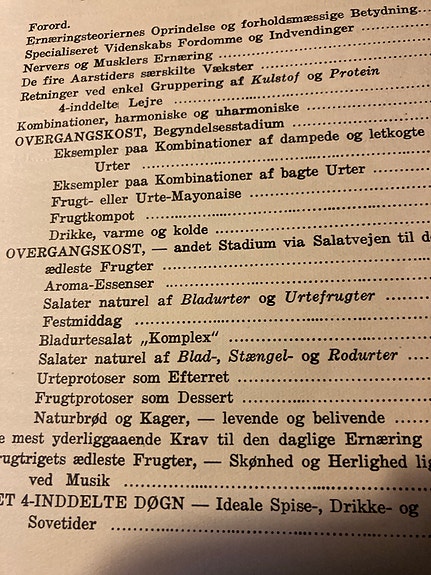 Forord.
Ernæringsteoriernes Oprindelse og forholdsmæssige Betydning...
Specialiseret Videnskabs Fordomme og Indvendinger ............
Nervers og Musklers Ernæring ............
De fire Aarstiders særskilte Vækster ............
Retninger ved enkel Gruppering af Kulstof og Protein
4-inddelte Lejre ............
Kombinationer, harmoniske og uharmoniske ............
OVERGANGSKOST, Begyndelsesstadium ............
Eksempler paa Kombinationer af dampede og letkogte
Urter ............
Eksempler paa Kombinationer af bagte Urter ............
Frugt- eller Urte-Mayonaise ............
Frugtkompot ............
Drikke, varme og kolde ............
OVERGANGSKOST, — andet Stadium via Salatvejen til de
ædleste Frugter ............
Aroma-Essenser ............
Salater naturel af Bladurter og Urtefrugter ............
Festmiddag ............
Bladurtesalat „Komplex" ............
Salater naturel af Blad-, Stængel- og Rodurter ............
Urteprotoser som Efterret ............
Frugtprotoser som Dessert ............
Naturbrød og Kager, — levende og belivende ......
e mest yderliggaaende Krav til den daglige Ernæring
rugtrigets ædleste Frugter, — Skønhed og Herlighed lig
ved Musik ............
ET 4-INDDELTE DØGN — Ideale Spise-, Drikke- og
Sovetider ............